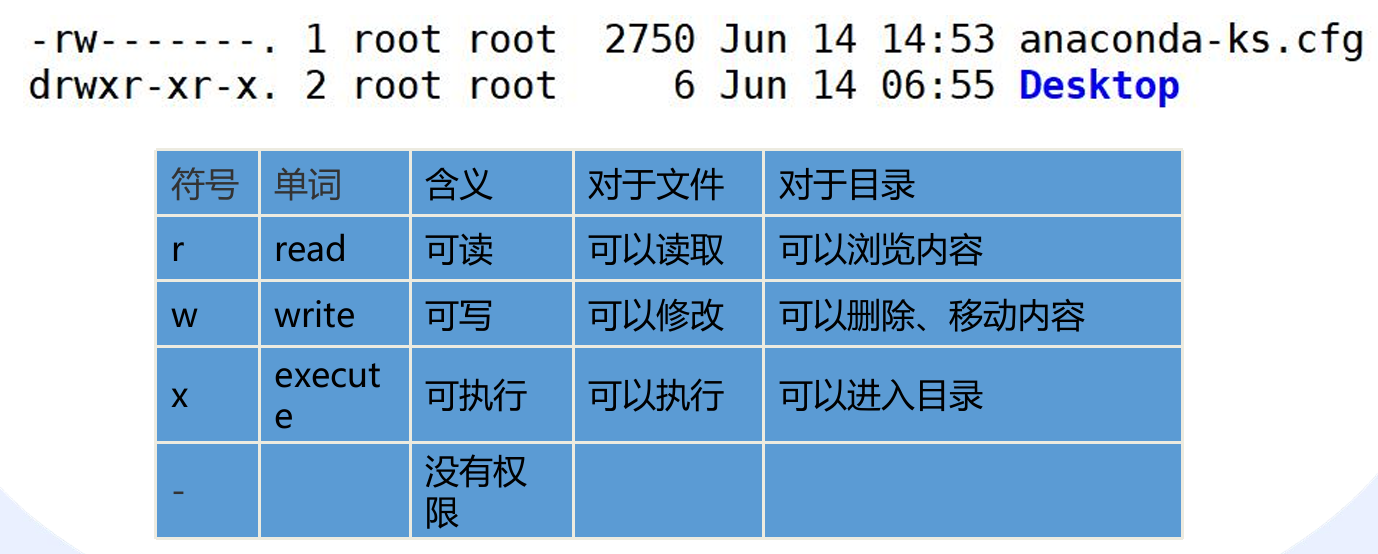 -rw-------. 1 root root  2750 Jun 14 14:53 anaconda-ks.cfg
drwxr-xr-x. 2 root root     6 Jun 14 06:55 Desktop
符号 单词 含义 对于文件 对于目录
r read 可读 可以读取 可以浏览内容
w write 可写 可以修改 可以删除、移动内容
x execut
e 可执行 可以执行 可以进入目录
- 没有权
限